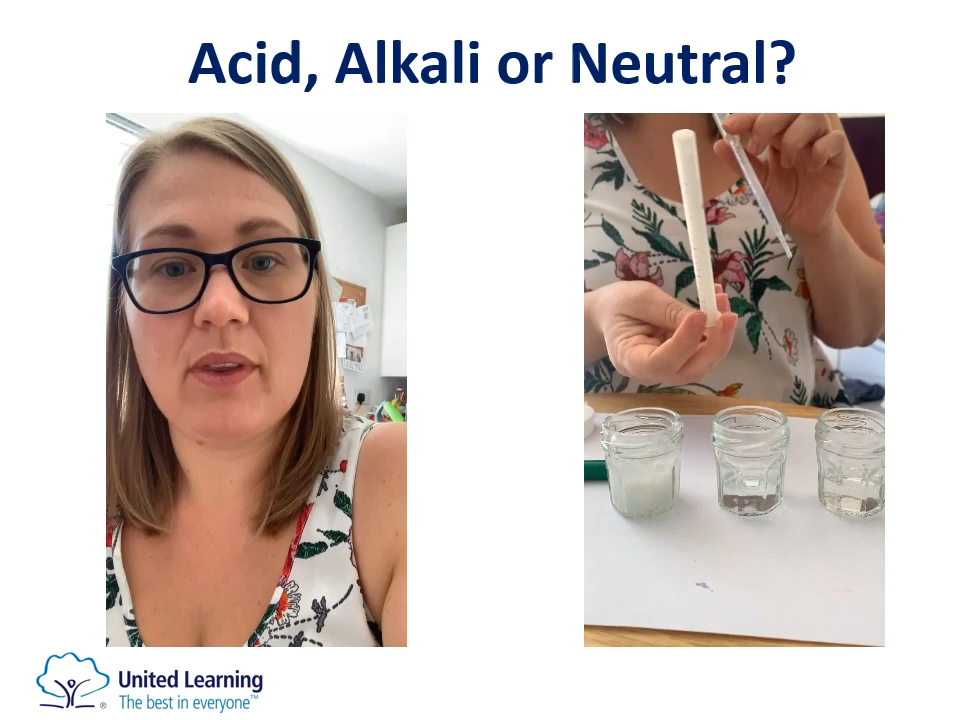 Acid, Alkali or Neutral?
United Learning
The best in everyone™
®